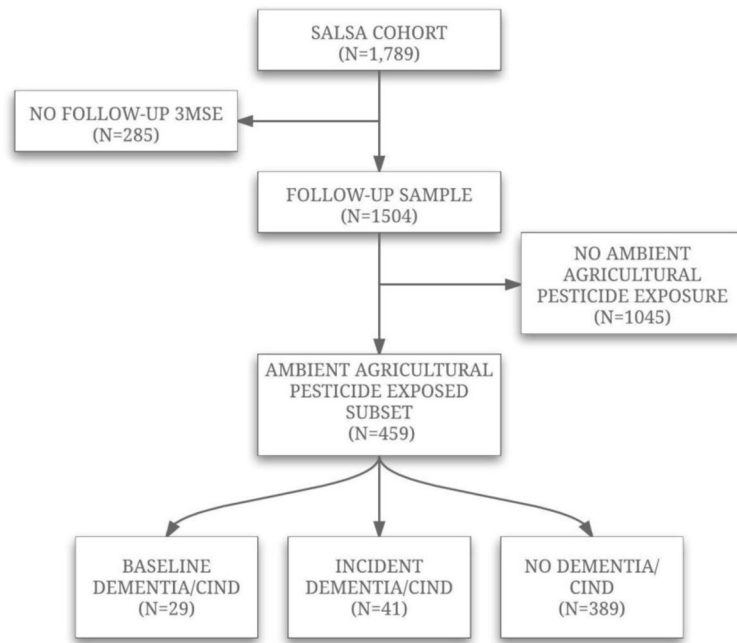 SALSA COHORT
(N=1,789)
NO FOLLOW-UP 3MSE
(N=285)
FOLLOW-UP SAMPLE
(N=1504)
NO AMBIENT
AGRICULTURAL
PESTICIDE EXPOSURE
(N=1045)
AMBIENT AGRICULTURAL
PESTICIDE EXPOSED
SUBSET
(N=459)
BASELINE
DEMENTIA/CIND
(N=29)
INCIDENT
DEMENTIA/CIND
(N=41)
NO DEMENTIA/
CIND
(N=389)